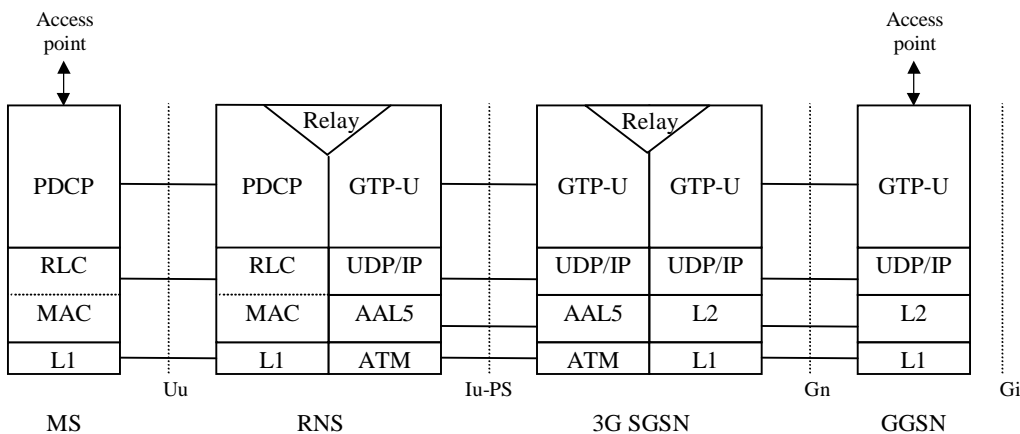 Access
point
Access
point
Relay
Relay
PDCP
PDCP
GTP-U
GTP-U
GTP-U
GTP-U
RLC
RLC
UDP/IP
UDP/IP
UDP/IP
UDP/IP
MAC
MAC
AAL5
AAL5
L2
L2
L1
L1
ATM
ATM
L1
L1
Uu
Iu-PS
Gn
Gi
MS
RNS
3G SGSN
GGSN